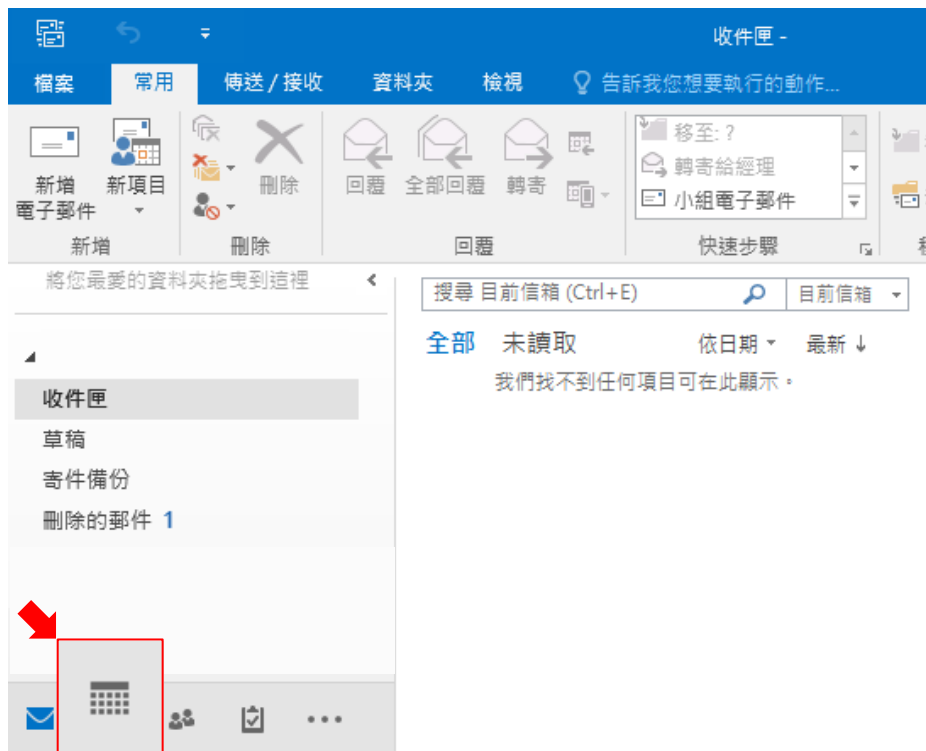 收件匣 -
檔案 常用 傳送 / 接收 資料夾 檢視 告訴我您想要執行的動作...
新增
電子郵件
新項目
刪除
回覆 全部回覆 轉寄
移至: ?
轉寄給經理
小組電子郵件
新增 刪除 回覆 快速步驟
將您最愛的資料夾拖曳到這裡
搜尋 目前信箱 (Ctrl+E) 目前信箱
全部 未讀取 依日期 最新 ↓
我們找不到任何項目可在此顯示。
收件匣
草稿
寄件備份
刪除的郵件 1